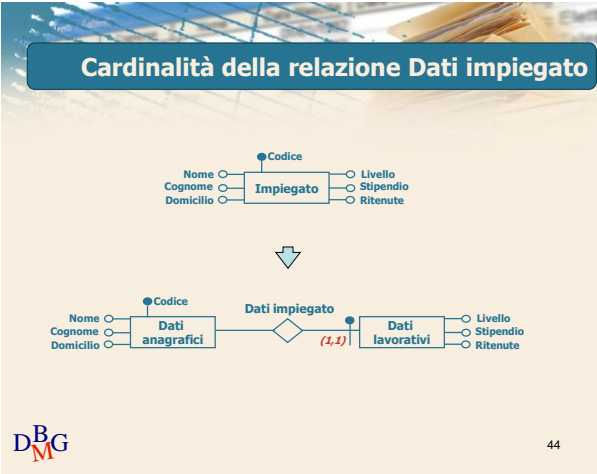 Cardinalità della relazione Dati impiegato
Codice
Nome
Cognome
Domicilio
Impiegato
Livello
Stipendio
Ritenute
Codice
Nome
Cognome
Domicilio
Dati
anagrafici
Dati impiegato
(1,1)
Dati
lavorativi
Livello
Stipendio
Ritenute
DBMG
44